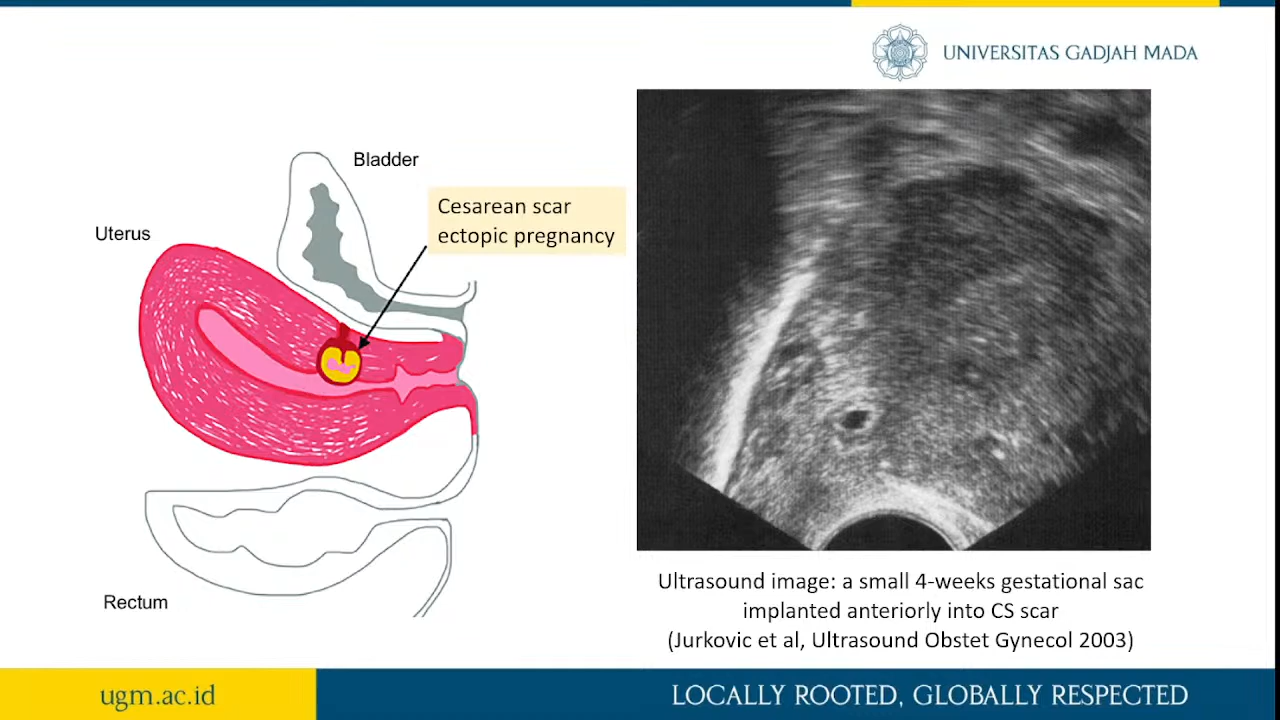 UNIVERSITAS GADJAH MADA
Bladder
Cesarean scar
ectopic pregnancy
Uterus
Rectum
Ultrasound image: a small 4-weeks gestational sac
implanted anteriorly into CS scar
(Jurkovic et al, Ultrasound Obstet Gynecol 2003)
ugm.ac.id
LOCALLY ROOTED, GLOBALLY RESPECTED